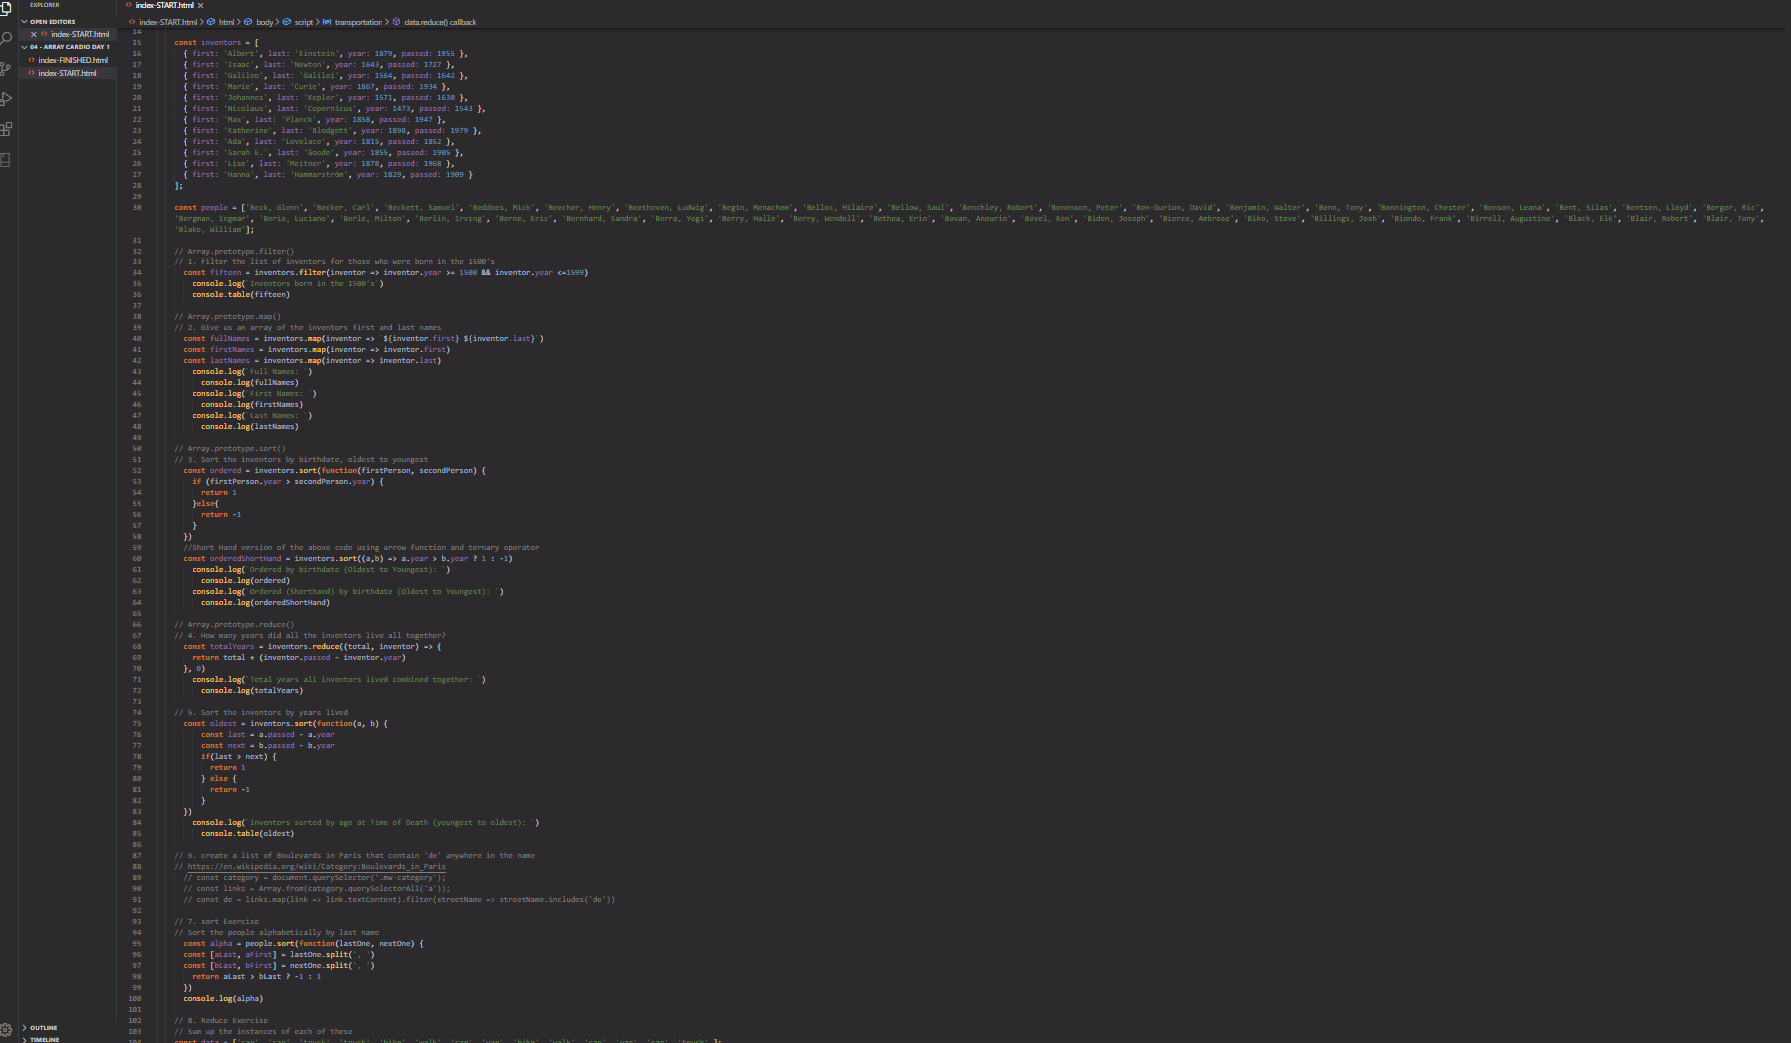 EXPLORER
OPEN EDITORS
index-START.html
04 - ARRAY CARDIO DAY 1
index-FINISHED.html
index-START.html
OUTLINE
TIMELINE
index-START.html
index-START.html > html > body > script > transportation > data.reduce() callback
14
15 const inventors = [
16 { first: 'Albert', last: 'Einstein', year: 1879, passed: 1955 },
17 { first: 'Isaac', last: 'Newton', year: 1643, passed: 1727 },
18 { first: 'Galileo', last: 'Galilei', year: 1564, passed: 1642 },
19 { first: 'Marie', last: 'Curie', year: 1867, passed: 1934 },
20 { first: 'Johannes', last: 'Kepler', year: 1571, passed: 1630 },
21 { first: 'Nicolaus', last: 'Copernicus', year: 1473, passed: 1543 },
22 { first: 'Max', last: 'Planck', year: 1858, passed: 1947 },
23 { first: 'Katherine', last: 'Blodgett', year: 1898, passed: 1979 },
24 { first: 'Ada', last: 'Lovelace', year: 1815, passed: 1852 },
25 { first: 'Sarah E.', last: 'Goode', year: 1855, passed: 1905 },
26 { first: 'Lise', last: 'Meitner', year: 1878, passed: 1968 },
27 { first: 'Hanna', last: 'Hammarström', year: 1829, passed: 1909 }
28 ];
29
30 const people = ['Beck, Glenn', 'Becker, Carl', 'Beckett, Samuel', 'Beddoes, Mick', 'Beecher, Henry', 'Beethoven, Ludwig', 'Begin, Menachem', 'Belloc, Hilaire', 'Bellow, Saul', 'Benchley, Robert', 'Benenson, Peter', 'Ben-Gurion, David', 'Benjamin, Walter', 'Benn, Tony', 'Bennington, Chester', 'Benson, Leana', 'Bent, Silas', 'Bentsen, Lloyd', 'Berger, Ric',
'Bergman, Ingmar', 'Berio, Luciano', 'Berle, Milton', 'Berlin, Irving', 'Berne, Eric', 'Bernhard, Sandra', 'Berra, Yogi', 'Berry, Halle', 'Berry, Wendell', 'Bethea, Erin', 'Bevan, Aneurin', 'Bevel, Ken', 'Biden, Joseph', 'Bierce, Ambrose', 'Biko, Steve', 'Billings, Josh', 'Biondo, Frank', 'Birrell, Augustine', 'Black, Elk', 'Blair, Robert', 'Blair, Tony',
'Blake, William'];
31
32 // Array.prototype.filter()
33 // 1. Filter the list of inventors for those who were born in the 1500's
34 const fifteen = inventors.filter(inventor => inventor.year >= 1500 && inventor.year <=1599)
35 console.log(`Inventors born in the 1500's`)
36 console.table(fifteen)
37
38 // Array.prototype.map()
39 // 2. Give us an array of the inventors first and last names
40 const fullNames = inventors.map(inventor => `${inventor.first} ${inventor.last}`)
41 const firstNames = inventors.map(inventor => inventor.first)
42 const lastNames = inventors.map(inventor => inventor.last)
43 console.log(`Full Names: `)
44 console.log(fullNames)
45 console.log(`First Names: `)
46 console.log(firstNames)
47 console.log(`Last Names: `)
48 console.log(lastNames)
49
50 // Array.prototype.sort()
51 // 3. Sort the inventors by birthdate, oldest to youngest
52 const ordered = inventors.sort(function(firstPerson, secondPerson) {
53 if (firstPerson.year > secondPerson.year) {
54 return 1
55 }else{
56 return -1
57 }
58 })
59 //Short Hand version of the above code using arrow function and ternary operator
60 const orderedShortHand = inventors.sort((a,b) => a.year > b.year ? 1 : -1)
61 console.log(`Ordered by birthdate (Oldest to Youngest): `)
62 console.log(ordered)
63 console.log(`Ordered (Shorthand) by birthdate (Oldest to Youngest): `)
64 console.log(orderedShortHand)
65
66 // Array.prototype.reduce()
67 // 4. How many years did all the inventors live all together?
68 const totalYears = inventors.reduce((total, inventor) => {
69 return total + (inventor.passed - inventor.year)
70 }, 0)
71 console.log(`Total years all inventors lived combined together: `)
72 console.log(totalYears)
73
74 // 5. Sort the inventors by years lived
75 const oldest = inventors.sort(function(a, b) {
76 const last = a.passed - a.year
77 const next = b.passed - b.year
78 if(last > next) {
79 return 1
80 } else {
81 return -1
82 }
83 })
84 console.log(`Inventors sorted by age at Time of Death (youngest to oldest): `)
85 console.table(oldest)
86
87 // 6. create a list of Boulevards in Paris that contain 'de' anywhere in the name
88 // https://en.wikipedia.org/wiki/Category:Boulevards_in_Paris
89 // const category = document.querySelector('.mw-category');
90 // const links = Array.from(category.querySelectorAll('a'));
91 // const de = links.map(link => link.textContent).filter(streetName => streetName.includes('de'))
92
93 // 7. sort Exercise
94 // Sort the people alphabetically by last name
95 const alpha = people.sort(function(lastOne, nextOne) {
96 const [aLast, aFirst] = lastOne.split(', ')
97 const [bLast, bFirst] = nextOne.split(', ')
98 return aLast > bLast ? -1 : 1
99 })
100 console.log(alpha)
101
102 // 8. Reduce Exercise
103 // Sum up the instances of each of these
104 const data = ['car', 'car', 'truck', 'truck', 'bike', 'walk', 'car', 'van', 'bike', 'walk', 'car', 'van', 'car', 'truck' ];